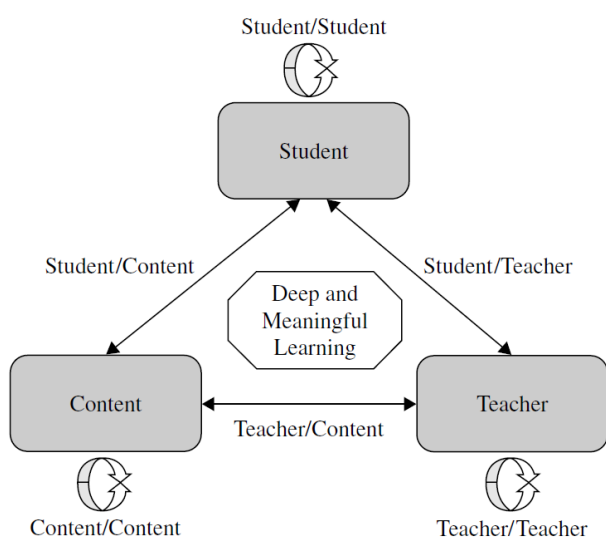 Student/Student
Student
Student/Content
Student/Teacher
Deep and
Meaningful
Learning
Content
Teacher
Teacher/Content
Content/Content
Teacher/Teacher